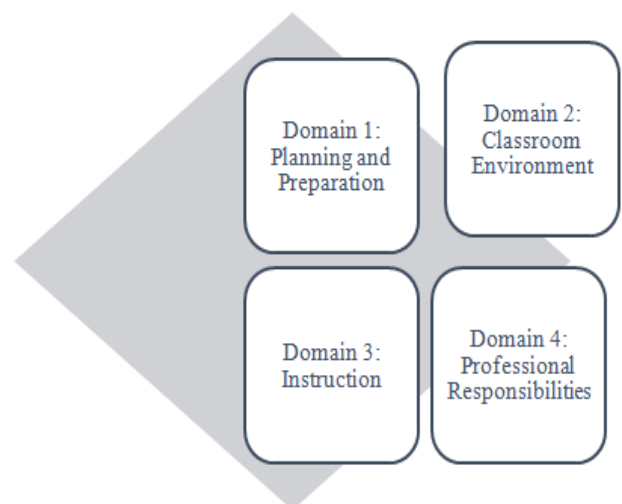 Domain 1:
Planning and
Preparation
Domain 2:
Classroom
Environment
Domain 3:
Instruction
Domain 4:
Professional
Responsibilities